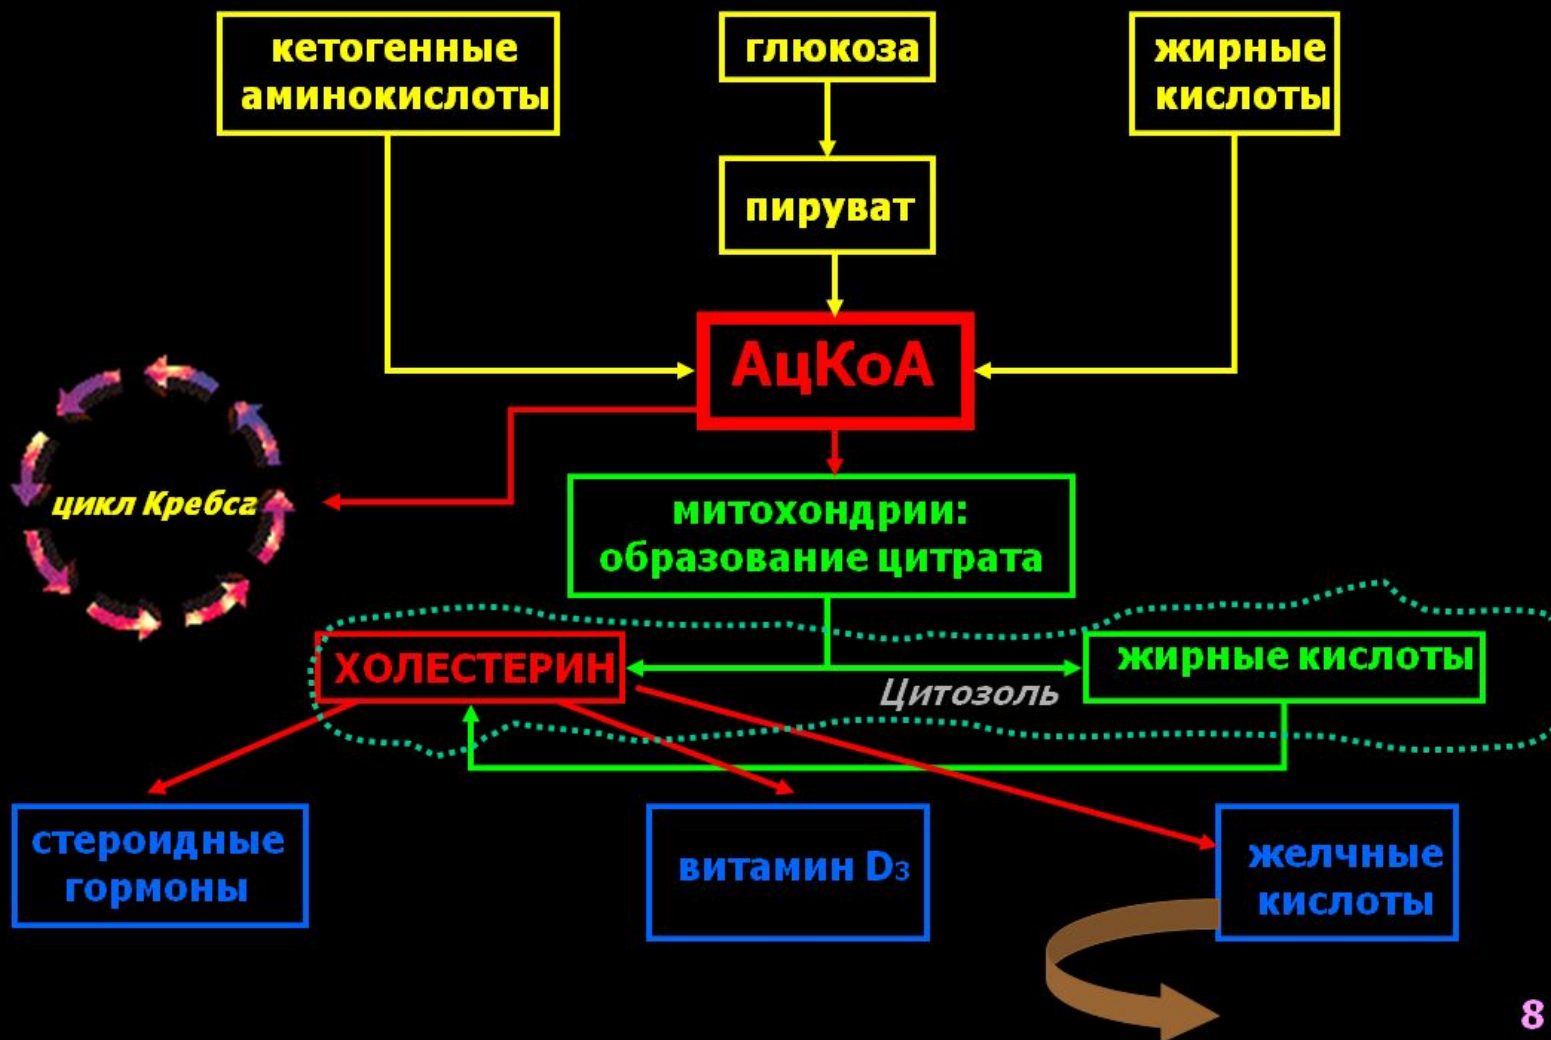 кетогенные
аминокислоты
глюкоза
жирные
кислоты
пируват
АцКоА
цикл Кребса
митохондрии:
образование цитрата
ХОЛЕСТЕРИН
жирные кислоты
Цитозоль
стероидные
гормоны
витамин D₃
желчные
кислоты
8